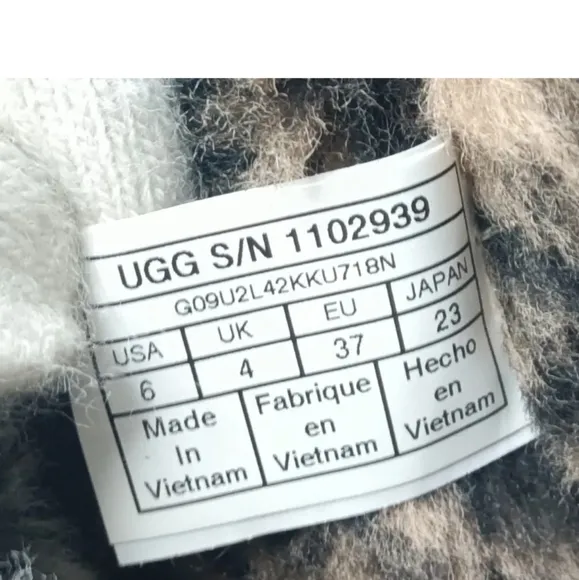 UGG S/N 1102939
G09U2L42KKU718N
USA UK EU JAPAN
6 4 37 23
Made Fabrique Hecho
In en en
Vietnam Vietnam Vietnam